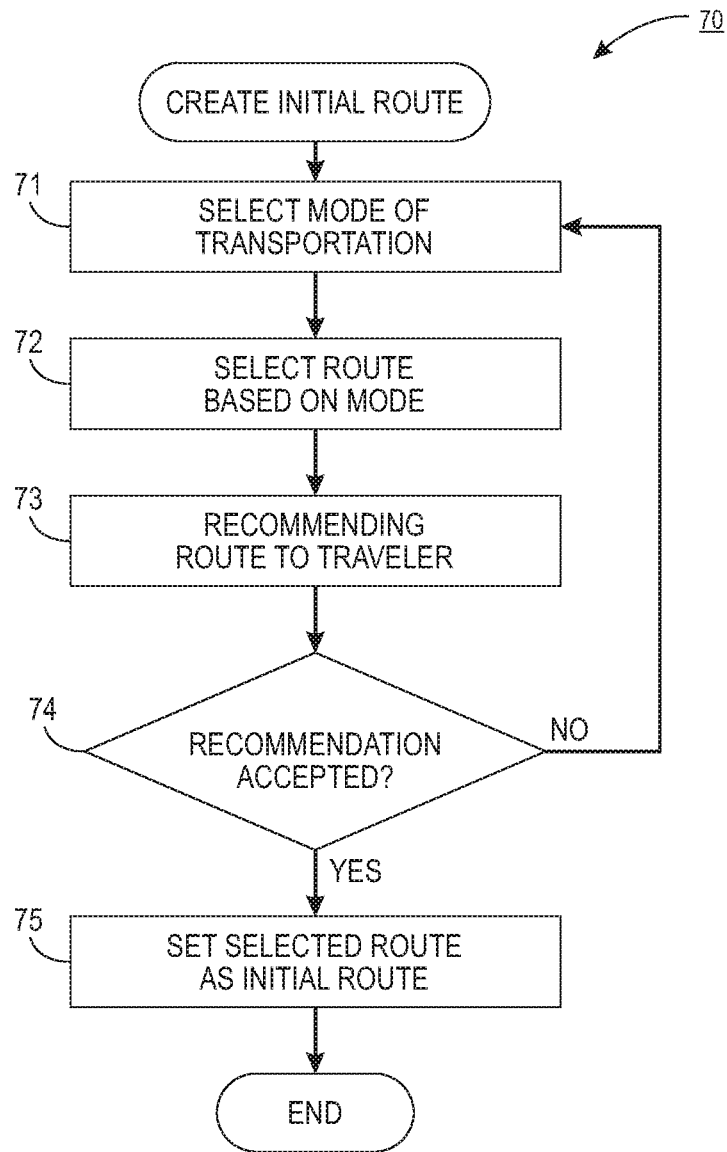 70
CREATE INITIAL ROUTE
71
SELECT MODE OF
TRANSPORTATION
72
SELECT ROUTE
BASED ON MODE
73
RECOMMENDING
ROUTE TO TRAVELER
74
RECOMMENDATION
ACCEPTED?
NO
YES
75
SET SELECTED ROUTE
AS INITIAL ROUTE
END